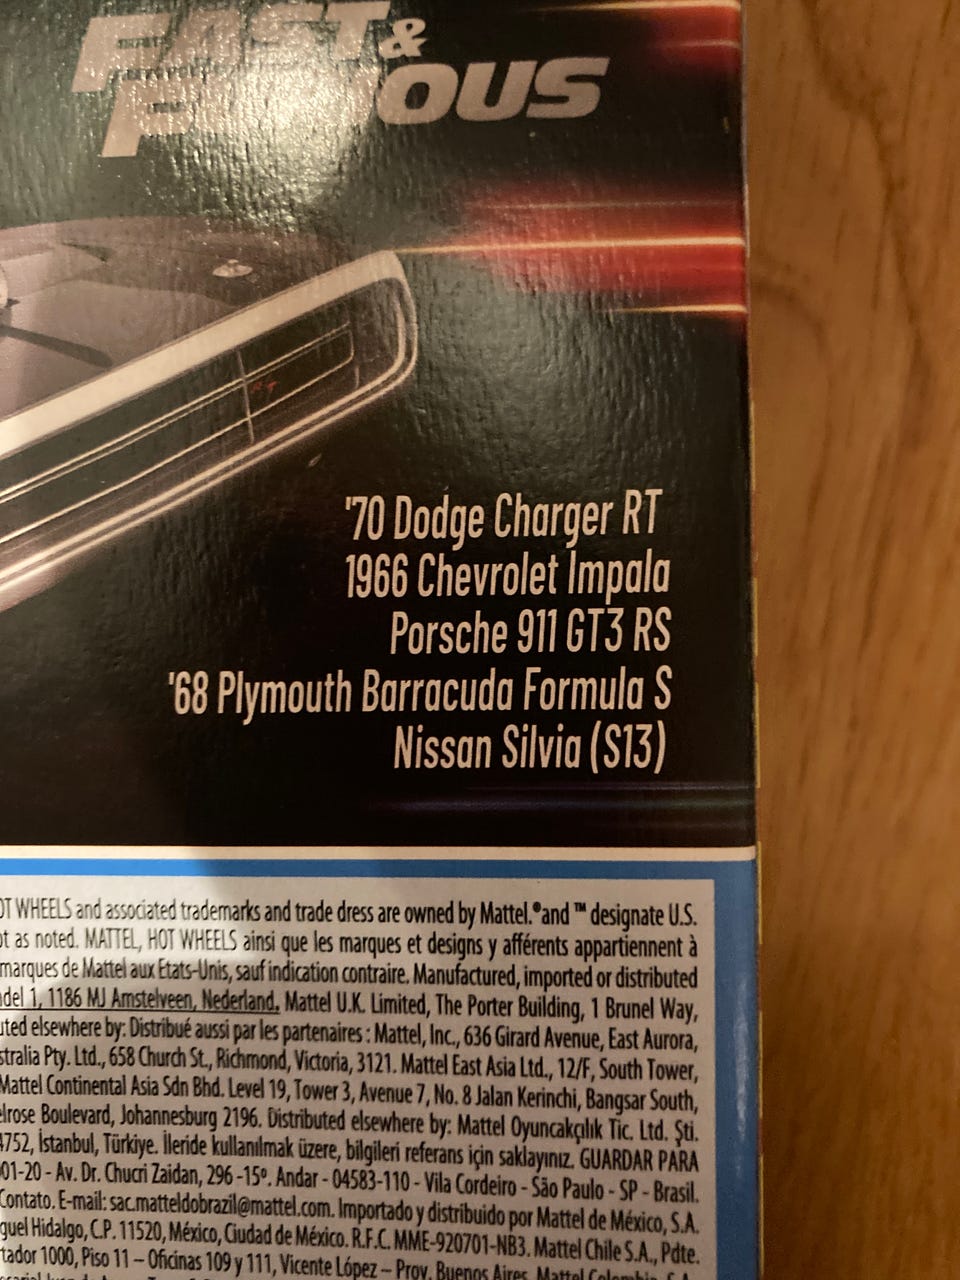 FAST &
FURIOUS
RT
'70 Dodge Charger RT
1966 Chevrolet Impala
Porsche 911 GT3 RS
'68 Plymouth Barracuda Formula S
Nissan Silvia (S13)
WHEELS and associated trademarks and trade dress are owned by Mattel.® and ™ designate U.S.
as noted. MATTEL, HOT WHEELS ainsi que les marques et designs y afférents appartiennent à
marques de Mattel aux Etats-Unis, sauf indication contraire. Manufactured, imported or distributed
1, 1186 MJ Amstelveen, Nederland. Mattel U.K. Limited, The Porter Building, 1 Brunel Way,
elsewhere by: Distribué aussi par les partenaires : Mattel, Inc., 636 Girard Avenue, East Aurora,
Pty. Ltd., 658 Church St., Richmond, Victoria, 3121. Mattel East Asia Ltd., 12/F, South Tower,
Mattel Continental Asia Sdn Bhd. Level 19, Tower 3, Avenue 7, No. 8 Jalan Kerinchi, Bangsar South,
Boulevard, Johannesburg 2196. Distributed elsewhere by: Mattel Oyuncakçılık Tic. Ltd. Şti.
4752, İstanbul, Türkiye. İleride kullanılmak üzere, bilgileri referans için saklayınız. GUARDAR PARA
01-20 - Av. Dr. Chucri Zaidan, 296 -15º. Andar - 04583-110 - Vila Cordeiro - São Paulo - SP - Brasil.
Contato. E-mail: sac.matteldobrazil@mattel.com. Importado y distribuido por Mattel de México, S.A.
Hidalgo, C.P. 11520, México, Ciudad de México. R.F.C. MME-920701-NB3. Mattel Chile S.A., Pdte.
1000, Piso 11 – Oficinas 109 y 111, Vicente López – Prov. Buenos Aires. Mattel Colombia, S.A.